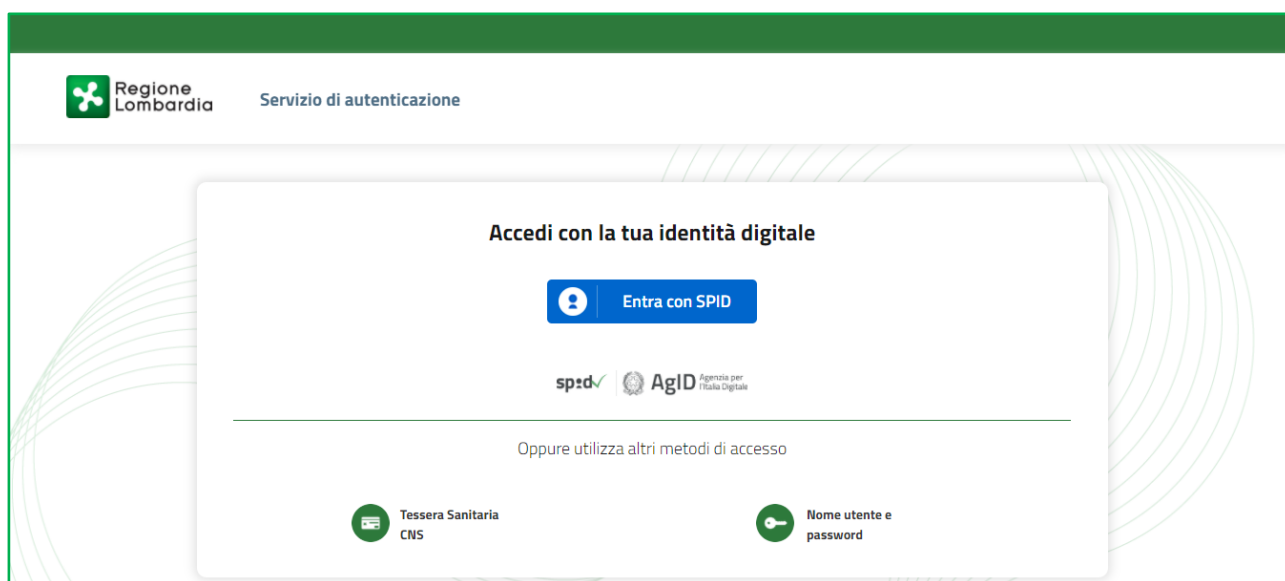 Regione
Lombardia
Servizio di autenticazione
Accedi con la tua identità digitale
Entra con SPID
spid
AgID
Agenzia per
l'Italia Digitale
Oppure utilizza altri metodi di accesso
Tessera Sanitaria
CNS
Nome utente e
password